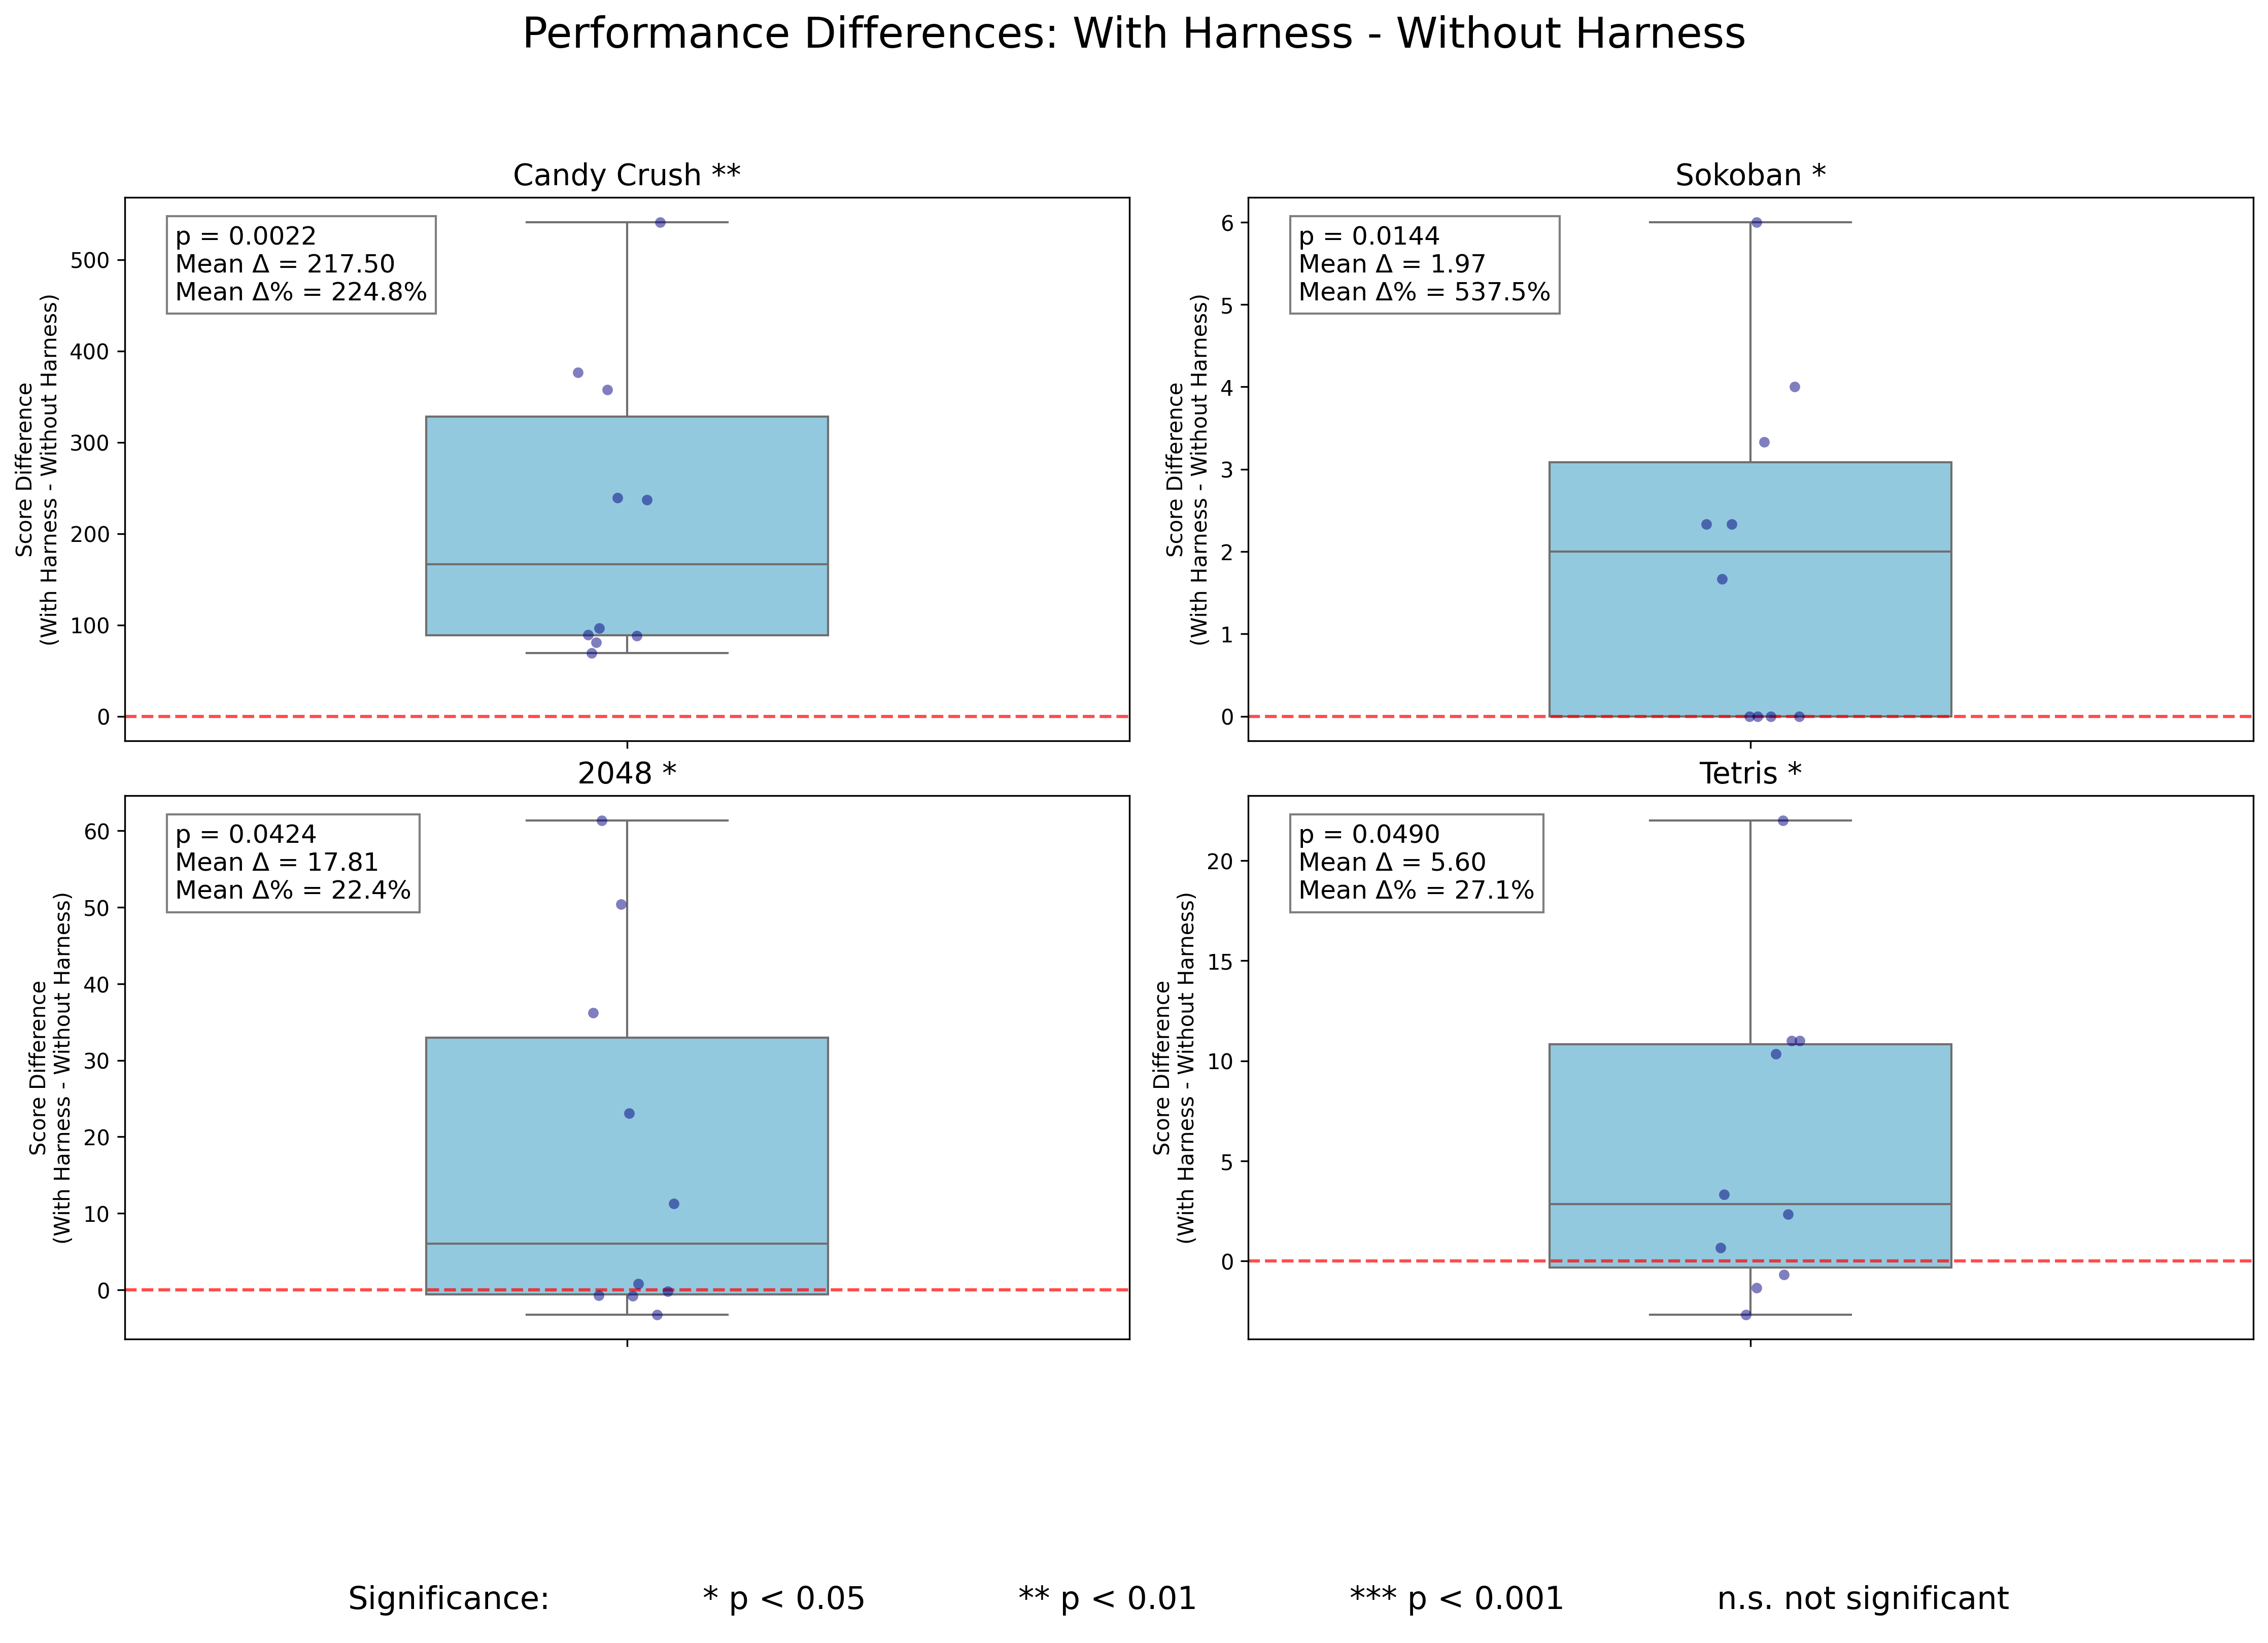 Performance Differences: With Harness - Without Harness
Candy Crush **
p = 0.0022
Mean Δ = 217.50
Mean Δ% = 224.8%
Score Difference
(With Harness - Without Harness)
500
400
300
200
100
0
Sokoban *
p = 0.0144
Mean Δ = 1.97
Mean Δ% = 537.5%
Score Difference
(With Harness - Without Harness)
6
5
4
3
2
1
0
2048 *
p = 0.0424
Mean Δ = 17.81
Mean Δ% = 22.4%
Score Difference
(With Harness - Without Harness)
60
50
40
30
20
10
0
Tetris *
p = 0.0490
Mean Δ = 5.60
Mean Δ% = 27.1%
Score Difference
(With Harness - Without Harness)
20
15
10
5
0
Significance: * p < 0.05 ** p < 0.01 *** p < 0.001 n.s. not significant